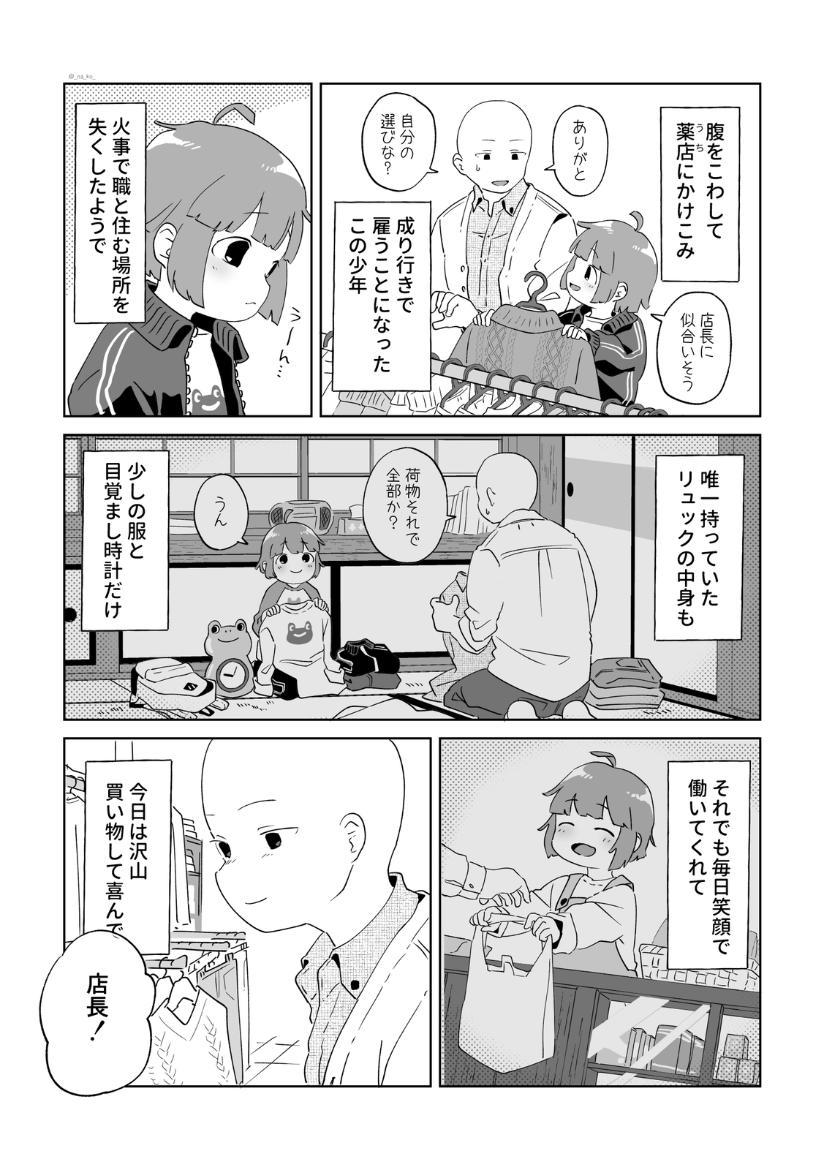 @_na_ko_
腹をこわして
薬店にかけこみ
うち
ありがと
自分の
選びな?
店長に
似合いそう
成り行きで
雇うことになった
この少年
火事で職と住む場所を
失くしたようで
うーん…
唯一持っていた
リュックの中身も
荷物それで
全部か?
うん
少しの服と
目覚まし時計だけ
それでも毎日笑顔で
働いてくれて
今日は沢山
買い物して喜んで
店長!